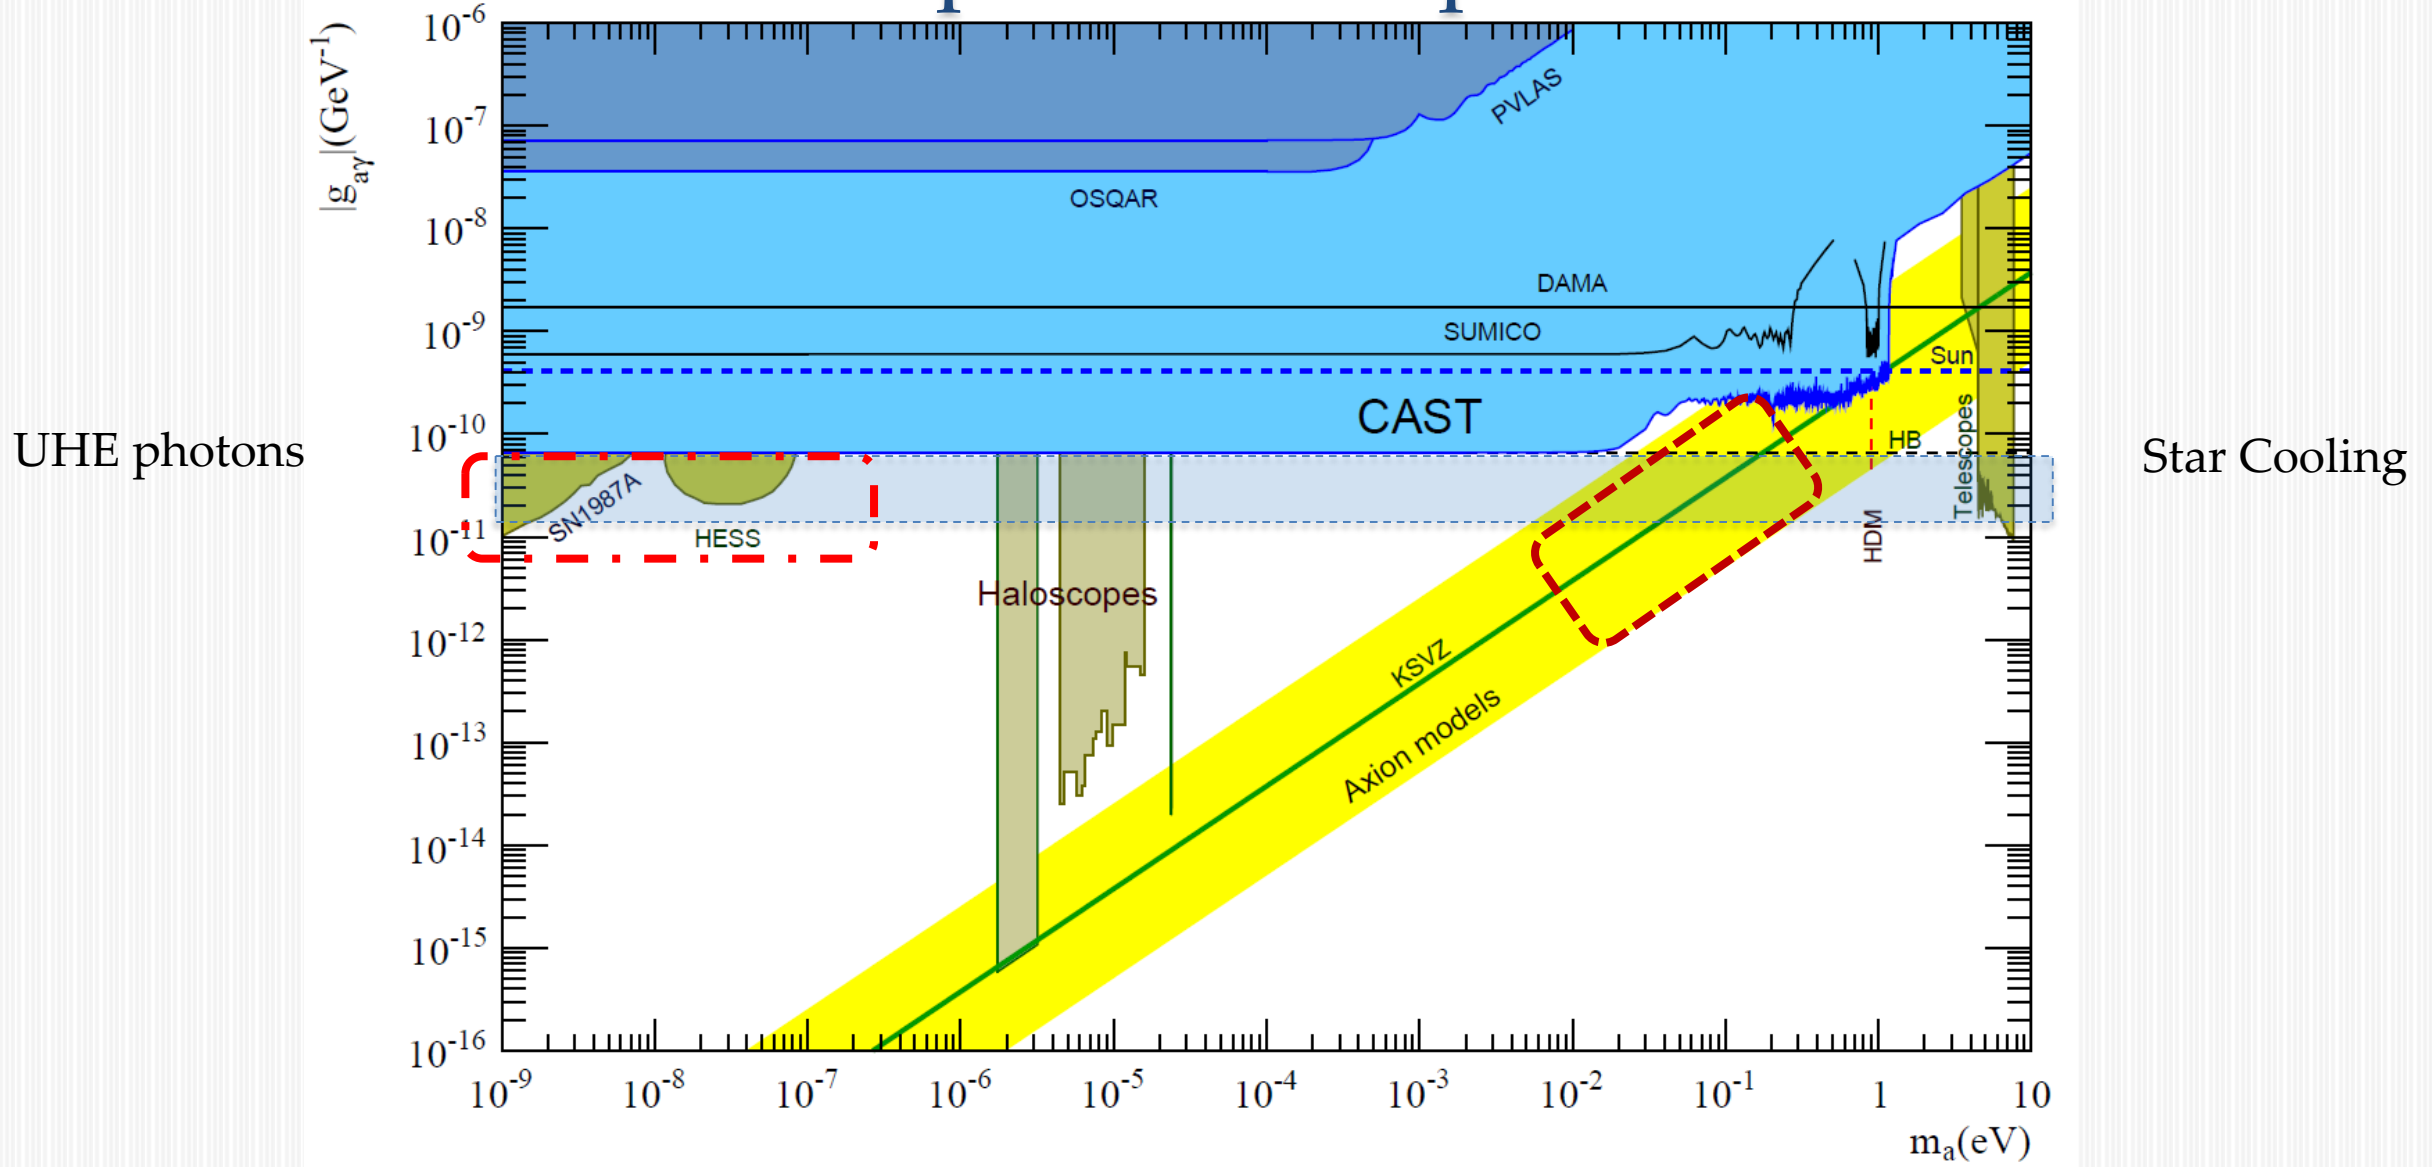 10-6
|gaγ|(GeV-1)
PVLAS
10-7
OSQAR
10-8
DAMA
10-9
SUMICO
Sun
CAST
10-10
HB
UHE photons
Star Cooling
Telescopes
SN1987A
HESS
HDM
10-11
Haloscopes
10-12
KSVZ
Axion models
10-13
10-14
10-15
10-16
10-9 10-8 10-7 10-6 10-5 10-4 10-3 10-2 10-1 1 10
ma(eV)